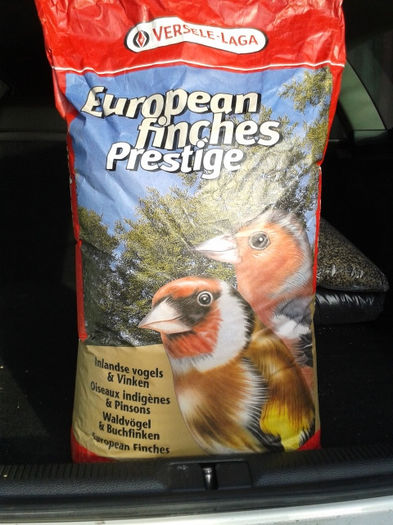 VERSELE-LAGA
European
finches
Prestige
Inlandse vogels
& Vinken
Oiseaux indigènes
& Pinsons
Waldvögel
& Buchfinken
European Finches